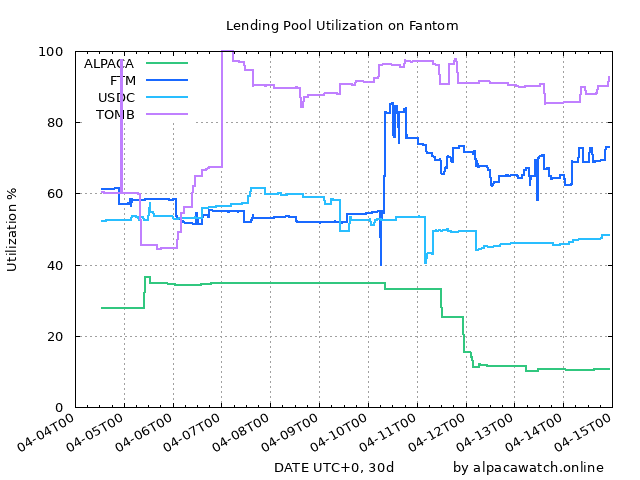 Lending Pool Utilization on Fantom
Utilization %
100
80
60
40
20
0
ALPACA
FTM
USDC
TOMB
04-04T00
04-05T00
04-06T00
04-07T00
04-08T00
04-09T00
04-10T00
04-11T00
04-12T00
04-13T00
04-14T00
04-15T00
DATE UTC+0, 30d
by alpacawatch.online